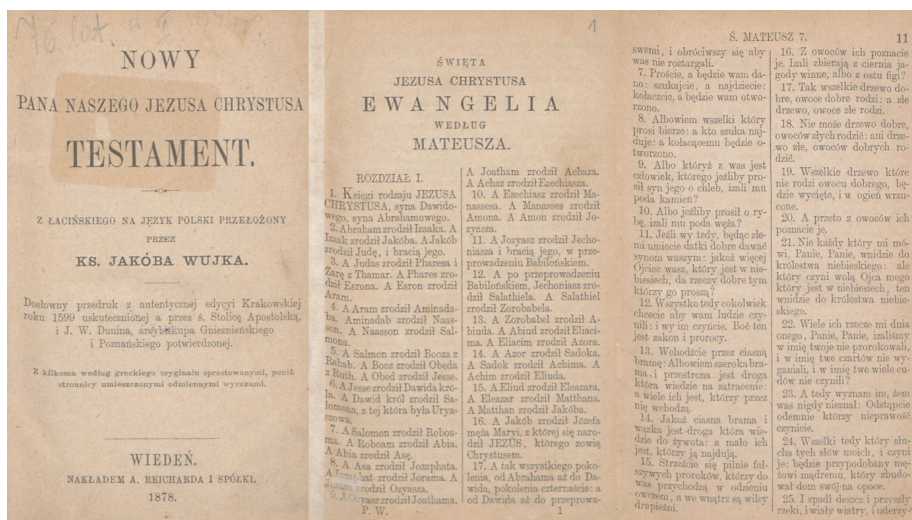 76 lat.
NOWY
PANA NASZEGO JEZUSA CHRYSTUSA
TESTAMENT.
Z ŁACIŃSKIEGO NA JĘZYK POLSKI PRZEŁOŻONY
PRZEZ
KS. JAKÓBA WUJKA.
Dosłowny przedruk z autentycznej edycyi Krakowskiej
roku 1599 uskutecznionej a przez ś. Stolicę Apostolską,
i J. W. Dunina, arcybiskupa Gnieznieńskiego
i Poznańskiego potwierdzonej.
Z kilkoma według greckiego oryginału sprostowanymi, poniż
stronnicy umieszczonymi odmiennymi wyrazami.
WIEDEŃ.
NAKŁADEM A. REICHARDA I SPÓŁKI.
1878.
1
ŚWIĘTA
JEZUSA CHRYSTUSA
EWANGELIA
WEDŁUG
MATEUSZA.
ROZDZIAŁ I.
1. Księgi rodzaju JEZUSA
CHRYSTUSA, syna Dawido-
wego, syna Abrahamowego.
2. Abraham zrodził Izaaka. A
Izaak zrodził Jakóba. A Jakób
zrodził Judę, i bracią jego.
3. A Judas zrodził Pharesa i
Zarę z Thamar. A Phares zro-
dził Esrona. A Esron zrodził
Aram.
4. A Aram zrodził Aminada-
ba. Aminadab zrodził Naas-
son. A Naasson zrodził Sal-
mona.
5. A Salmon zrodził Booza z
Rahab. A Booz zrodził Obeda
z Ruth. A Obed zrodził Jesse.
6. A Jesse zrodził Dawida kró-
la. A Dawid król zrodził Sa-
lomona, z tej która była Urya-
szowa.
7. A Salomon zrodził Roboa-
ma. A Roboam zrodził Abia.
A Abia zrodził Asę.
8. A Asa zrodził Jozaphata.
A Jozaphat zrodził Jorama. A
Joram zrodził Ozyasza.
9. A Ozyasz zrodził Joathama.
P. W.
A Joatham zrodził Achaza.
A Achaz zrodził Ezechiasza.
10. A Ezechiasz zrodził Ma-
nassesa. A Manasses zrodził
Amona. A Amon zrodził Jo-
zyasza.
11. A Jozyasz zrodził Jecho-
niasza i bracią jego, w prze-
prowadzeniu Babilońskiem.
12. A po przeprowadzeniu
Babilońskiem, Jechoniasz zro-
dził Salathiela. A Salathiel
zrodził Zorobabela.
13. A Zorobabel zrodził A-
biuda. A Abiud zrodził Eliaci-
ma. A Eliacim zrodził Azora.
14. A Azor zrodził Sadoka.
A Sadok zrodził Achima. A
Achim zrodził Eliuda.
15. A Eliud zrodził Eleazara.
A Eleazar zrodził Matthana.
A Matthan zrodził Jakóba.
16. A Jakób zrodził Józefa
męża Maryi, z której się naro-
dził JEZUS, którego zowią
Chrystusem.
17. A tak wszystkiego poko-
lenia, od Abrahama aż do Da-
wida, pokolenia czternaście: a
od Dawida aż do przeprowa-
1
Ś. MATEUSZ 7. 11
swemi, i obróciwszy się aby
was nie roztargali.
7. Proście, a będzie wam da-
no: szukajcie, a najdziecie:
kołaczcie, a będzie wam otwo-
rzono.
8. Albowiem wszelki który
prosi bierze: a kto szuka naj-
duje: a kołacącemu będzie o-
tworzono.
9. Albo któryż z was jest
człowiek, którego jeźliby pro-
sił syn jego o chleb, izali mu
poda kamień?
10. Albo jeźliby prosił o ry-
bę, izali mu poda węża?
11. Jeźli wy tedy, będąc złe-
mi umiecie datki dobre dawać
synom waszym: jakoż więcej
Ojciec wasz, który jest w nie-
biesiech, da rzeczy dobre tym
którzy go proszą?
12. Wszystko tedy cokolwiek
chcecie aby wam ludzie czy-
nili: i wy im czyńcie. Boć ten
jest zakon i prorocy.
13. Wchodźcie przez ciasną
bramę: Albowiem szeroka bra-
ma i przestrona jest droga
która wiedzie na zatracenie:
a wiele ich jest, którzy przez
nię wchodzą.
14. Jakoż ciasna brama i
wązka jest droga która wie-
dzie do żywota: a mało ich
jest, którzy ją najdują.
15. Strzeżcie się pilnie fał-
szywych proroków, którzy do
was przychodzą w odzieniu
owczem, a we wnątrz są wilcy
drapieżni.
16. Z owoców ich poznacie
je. Izali zbierają z ciernia ja-
gody winne, albo z ostu figi?
17. Tak wszelkie drzewo do-
bre, owoce dobre rodzi: a złe
drzewo, owoce złe rodzi.
18. Nie może drzewo dobre,
owoców złych rodzić: ani drze-
wo złe, owoców dobrych ro-
dzić.
19. Wszelkie drzewo które
nie rodzi owocu dobrego, bę-
dzie wycięte, i w ogień wrzu-
cone.
20. A przeto z owoców ich
poznacie je.
21. Nie każdy który mi mó-
wi, Panie, Panie, wnidzie do
królestwa niebieskiego: ale
który czyni wolą Ojca mego
który jest w niebiesiech, ten
wnidzie do królestwa niebie-
skiego.
22. Wiele ich rzecze mi dnia
onego, Panie, Panie, izaliśmy
w imię twoje nie prorokowali,
i w imię twe czartów nie wy-
ganiali, i w imię twe wiele cu-
dów nie czynili?
23. A tedy wyznam im, żem
was nigdy nieznał: Odstąpcie
odemnie którzy nieprawość
czynicie.
24. Wszelki tedy który słu-
cha tych słów moich, i czyni
je: będzie przypodobany mę-
żowi mądremu, który zbudo-
wał dom swój na opoce.
25. I spadł deszcz i przyszły
rzeki, i wiały wiatry, i uderzy-